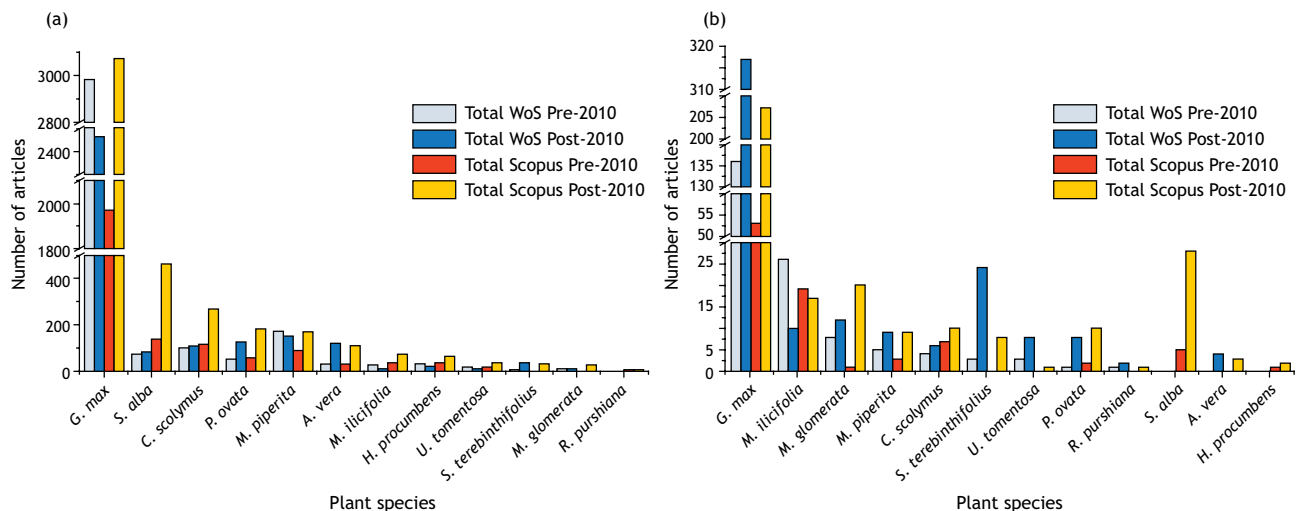 (a)
Number of articles
3000
2800
2400
2000
1800
400
200
0
Total WoS Pre-2010
Total WoS Post-2010
Total Scopus Pre-2010
Total Scopus Post-2010
G. max
S. alba
C. scolymus
P. ovata
M. piperita
A. vera
M. ilicifolia
H. procumbens
U. tomentosa
S. terebinthifolius
M. glomerata
R. purshiana
Plant species
(b)
Number of articles
320
310
205
200
135
130
55
50
25
15
5
0
Total WoS Pre-2010
Total WoS Post-2010
Total Scopus Pre-2010
Total Scopus Post-2010
G. max
M. ilicifolia
M. glomerata
M. piperita
C. scolymus
S. terebinthifolius
U. tomentosa
P. ovata
R. purshiana
S. alba
A. vera
H. procumbens
Plant species